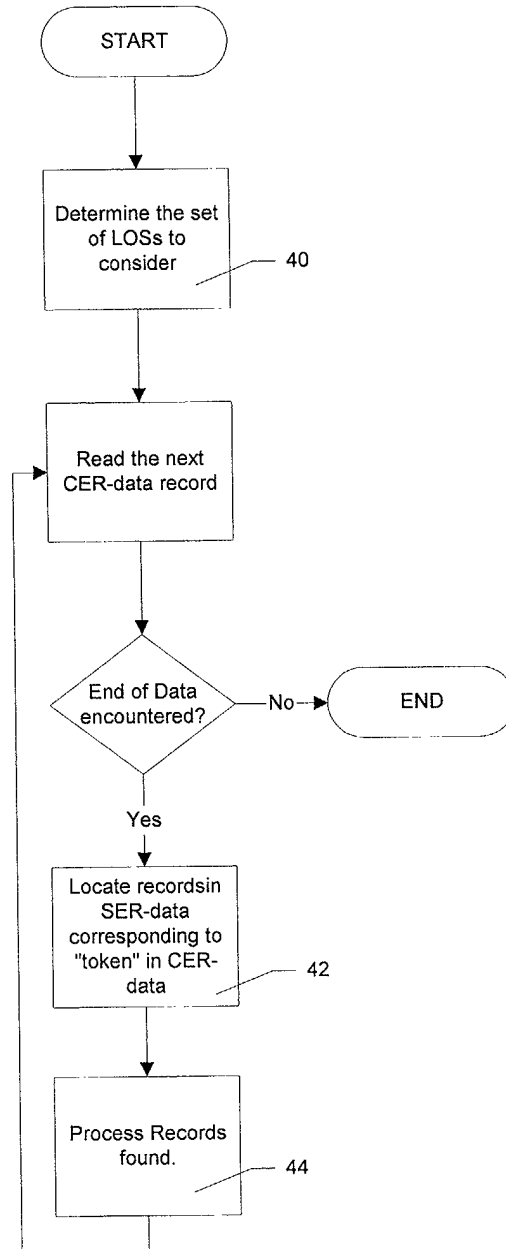 START
Determine the set
of LOSs to
consider
40
Read the next
CER-data record
End of Data
encountered?
No
END
Yes
Locate recordsin
SER-data
corresponding to
"token" in CER-
data
42
Process Records
found.
44